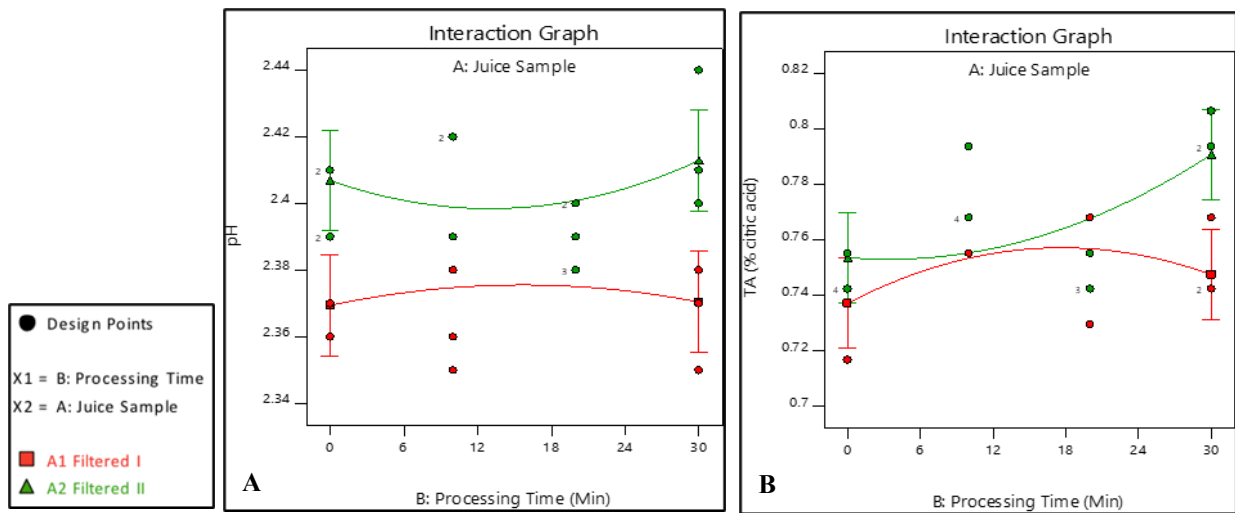 Design Points
X1 = B: Processing Time
X2 = A: Juice Sample
A1 Filtered I
A2 Filtered II
Interaction Graph
A: Juice Sample
pH
2.44
2.42
2.4
2.38
2.36
2.34
2
2
2
2
3
2
0
6
12
18
24
30
B: Processing Time (Min)
A
Interaction Graph
A: Juice Sample
TA (% citric acid)
0.82
0.8
0.78
0.76
0.74
0.72
0.7
4
4
3
2
2
0
6
12
18
24
30
B: Processing Time (Min)
B